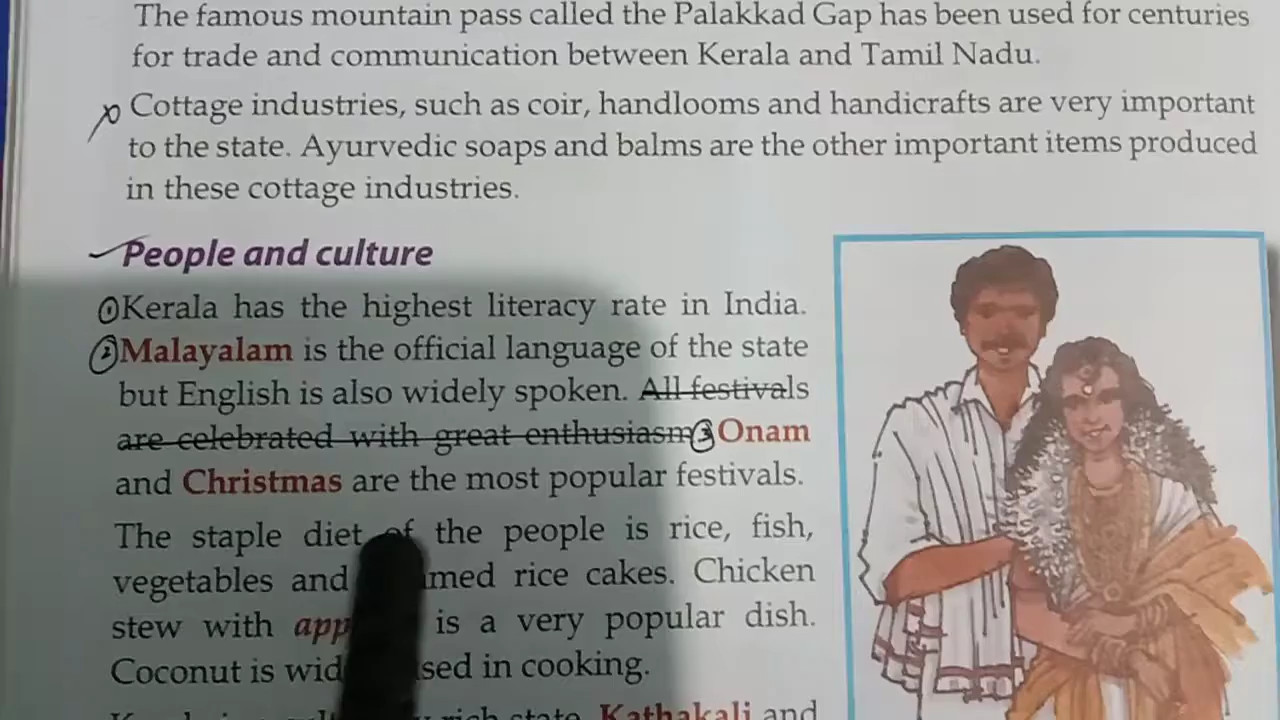 The famous mountain pass called the Palakkad Gap has been used for centuries
for trade and communication between Kerala and Tamil Nadu.
Cottage industries, such as coir, handlooms and handicrafts are very important
to the state. Ayurvedic soaps and balms are the other important items produced
in these cottage industries.
People and culture
① Kerala has the highest literacy rate in India.
② Malayalam is the official language of the state
but English is also widely spoken. All festivals
are celebrated with great enthusiasm ③ Onam
and Christmas are the most popular festivals.
The staple diet of the people is rice, fish,
vegetables and rice cakes. Chicken
stew with is a very popular dish.
Coconut is used in cooking.
rich state. Kathakali and